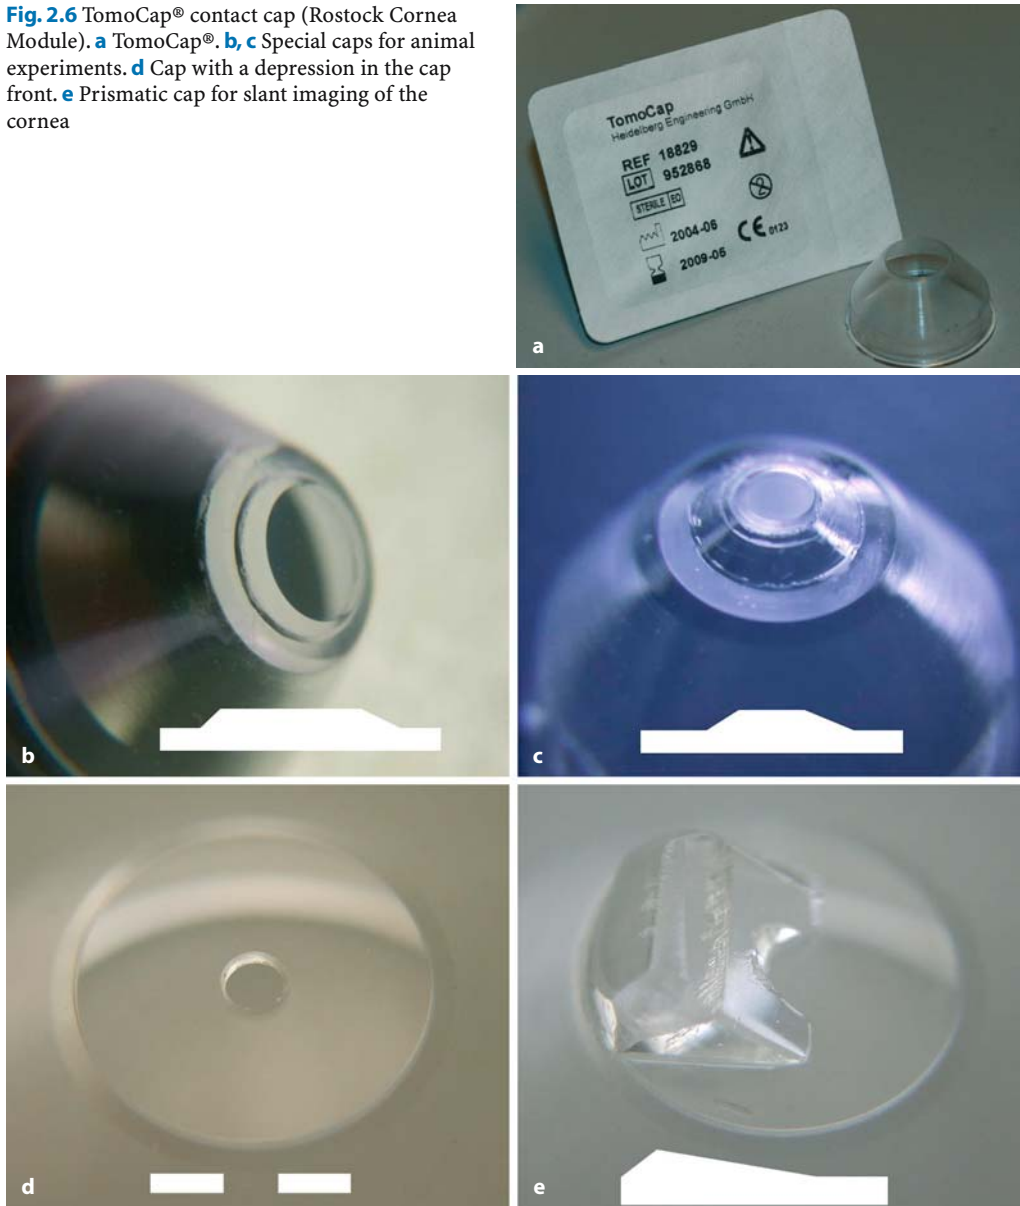 Fig. 2.6 TomoCap® contact cap (Rostock Cornea
Module). a TomoCap®. b, c Special caps for animal
experiments. d Cap with a depression in the cap
front. e Prismatic cap for slant imaging of the
cornea
TomoCap
Heidelberg Engineering GmbH
REF 18829
LOT 952868
STERILE EO
2004-06
2009-05
CE 0123
a
b
c
d
e